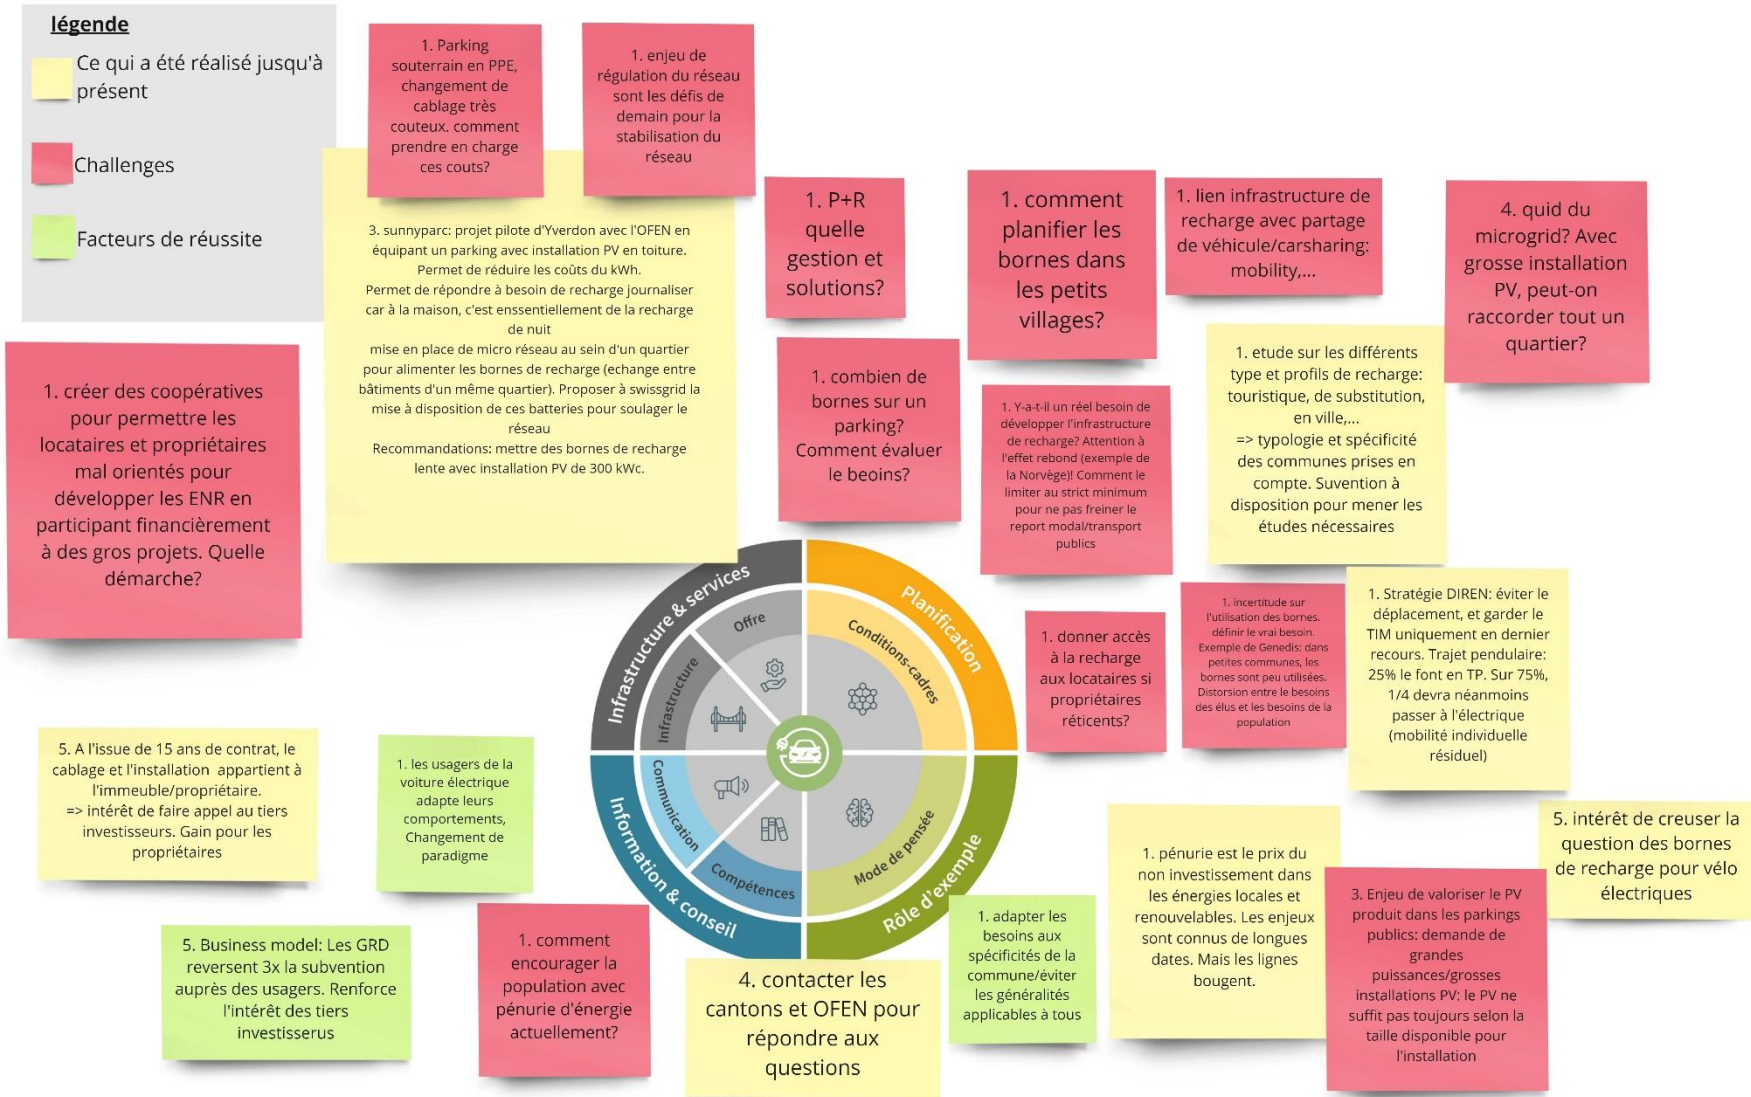 légende
Ce qui a été réalisé jusqu'à
présent
Challenges
Facteurs de réussite
1. Parking
souterrain en PPE,
changement de
cablage très
couteux. comment
prendre en charge
ces couts?
1. enjeu de
régulation du réseau
sont les défis de
demain pour la
stabilisation du
réseau
3. sunnyparc: projet pilote d'Yverdon avec l'OFEN en
équipant un parking avec installation PV en toiture.
Permet de réduire les coûts du kWh.
Permet de répondre à besoin de recharge journaliser
car à la maison, c'est enssentiellement de la recharge
de nuit
mise en place de micro réseau au sein d'un quartier
pour alimenter les bornes de recharge (echange entre
bâtiments d'un même quartier). Proposer à swissgrid la
mise à disposition de ces batteries pour soulager le
réseau
Recommandations: mettre des bornes de recharge
lente avec installation PV de 300 kWc.
1. P+R
quelle
gestion et
solutions?
1. comment
planifier les
bornes dans
les petits
villages?
1. lien infrastructure de
recharge avec partage
de véhicule/carsharing:
mobility,...
4. quid du
microgrid? Avec
grosse installation
PV, peut-on
raccorder tout un
quartier?
1. créer des coopératives
pour permettre les
locataires et propriétaires
mal orientés pour
développer les ENR en
participant financièrement
à des gros projets. Quelle
démarche?
1. combien de
bornes sur un
parking?
Comment évaluer
le beoins?
1. Y-a-t-il un réel besoin de
développer l'infrastructure
de recharge? Attention à
l'effet rebond (exemple de
la Norvège)! Comment le
limiter au strict minimum
pour ne pas freiner le
report modal/transport
publics
1. etude sur les différents
type et profils de recharge:
touristique, de substitution,
en ville,...
=> typologie et spécificité
des communes prises en
compte. Suvention à
disposition pour mener les
études nécessaires
Infrastructure & services
Offre
Infrastructure
Planification
Conditions-cadres
Communication
Compétences
Information & conseil
Mode de pensée
Rôle d'exemple
1. donner accès
à la recharge
aux locataires si
propriétaires
réticents?
1. incertitude sur
l'utilisation des bornes.
définir le vrai besoin.
Exemple de Genedis: dans
petites communes, les
bornes sont peu utilisées.
Distorsion entre le besoins
des élus et les besoins de la
population
1. Stratégie DIREN: éviter le
déplacement, et garder le
TIM uniquement en dernier
recours. Trajet pendulaire:
25% le font en TP. Sur 75%,
1/4 devra néanmoins
passer à l'électrique
(mobilité individuelle
résiduel)
5. A l'issue de 15 ans de contrat, le
cablage et l'installation appartient à
l'immeuble/propriétaire.
=> intérêt de faire appel au tiers
investisseurs. Gain pour les
propriétaires
1. les usagers de la
voiture électrique
adapte leurs
comportements,
Changement de
paradigme
5. Business model: Les GRD
reversent 3x la subvention
auprès des usagers. Renforce
l'intérêt des tiers
investisserus
1. comment
encourager la
population avec
pénurie d'énergie
actuellement?
4. contacter les
cantons et OFEN pour
répondre aux
questions
1. adapter les
besoins aux
spécificités de la
commune/éviter
les généralités
applicables à tous
1. pénurie est le prix du
non investissement dans
les énergies locales et
renouvelables. Les enjeux
sont connus de longues
dates. Mais les lignes
bougent.
3. Enjeu de valoriser le PV
produit dans les parkings
publics: demande de
grandes
puissances/grosses
installations PV: le PV ne
suffit pas toujours selon la
taille disponible pour
l'installation
5. intérêt de creuser la
question des bornes
de recharge pour vélo
électriques